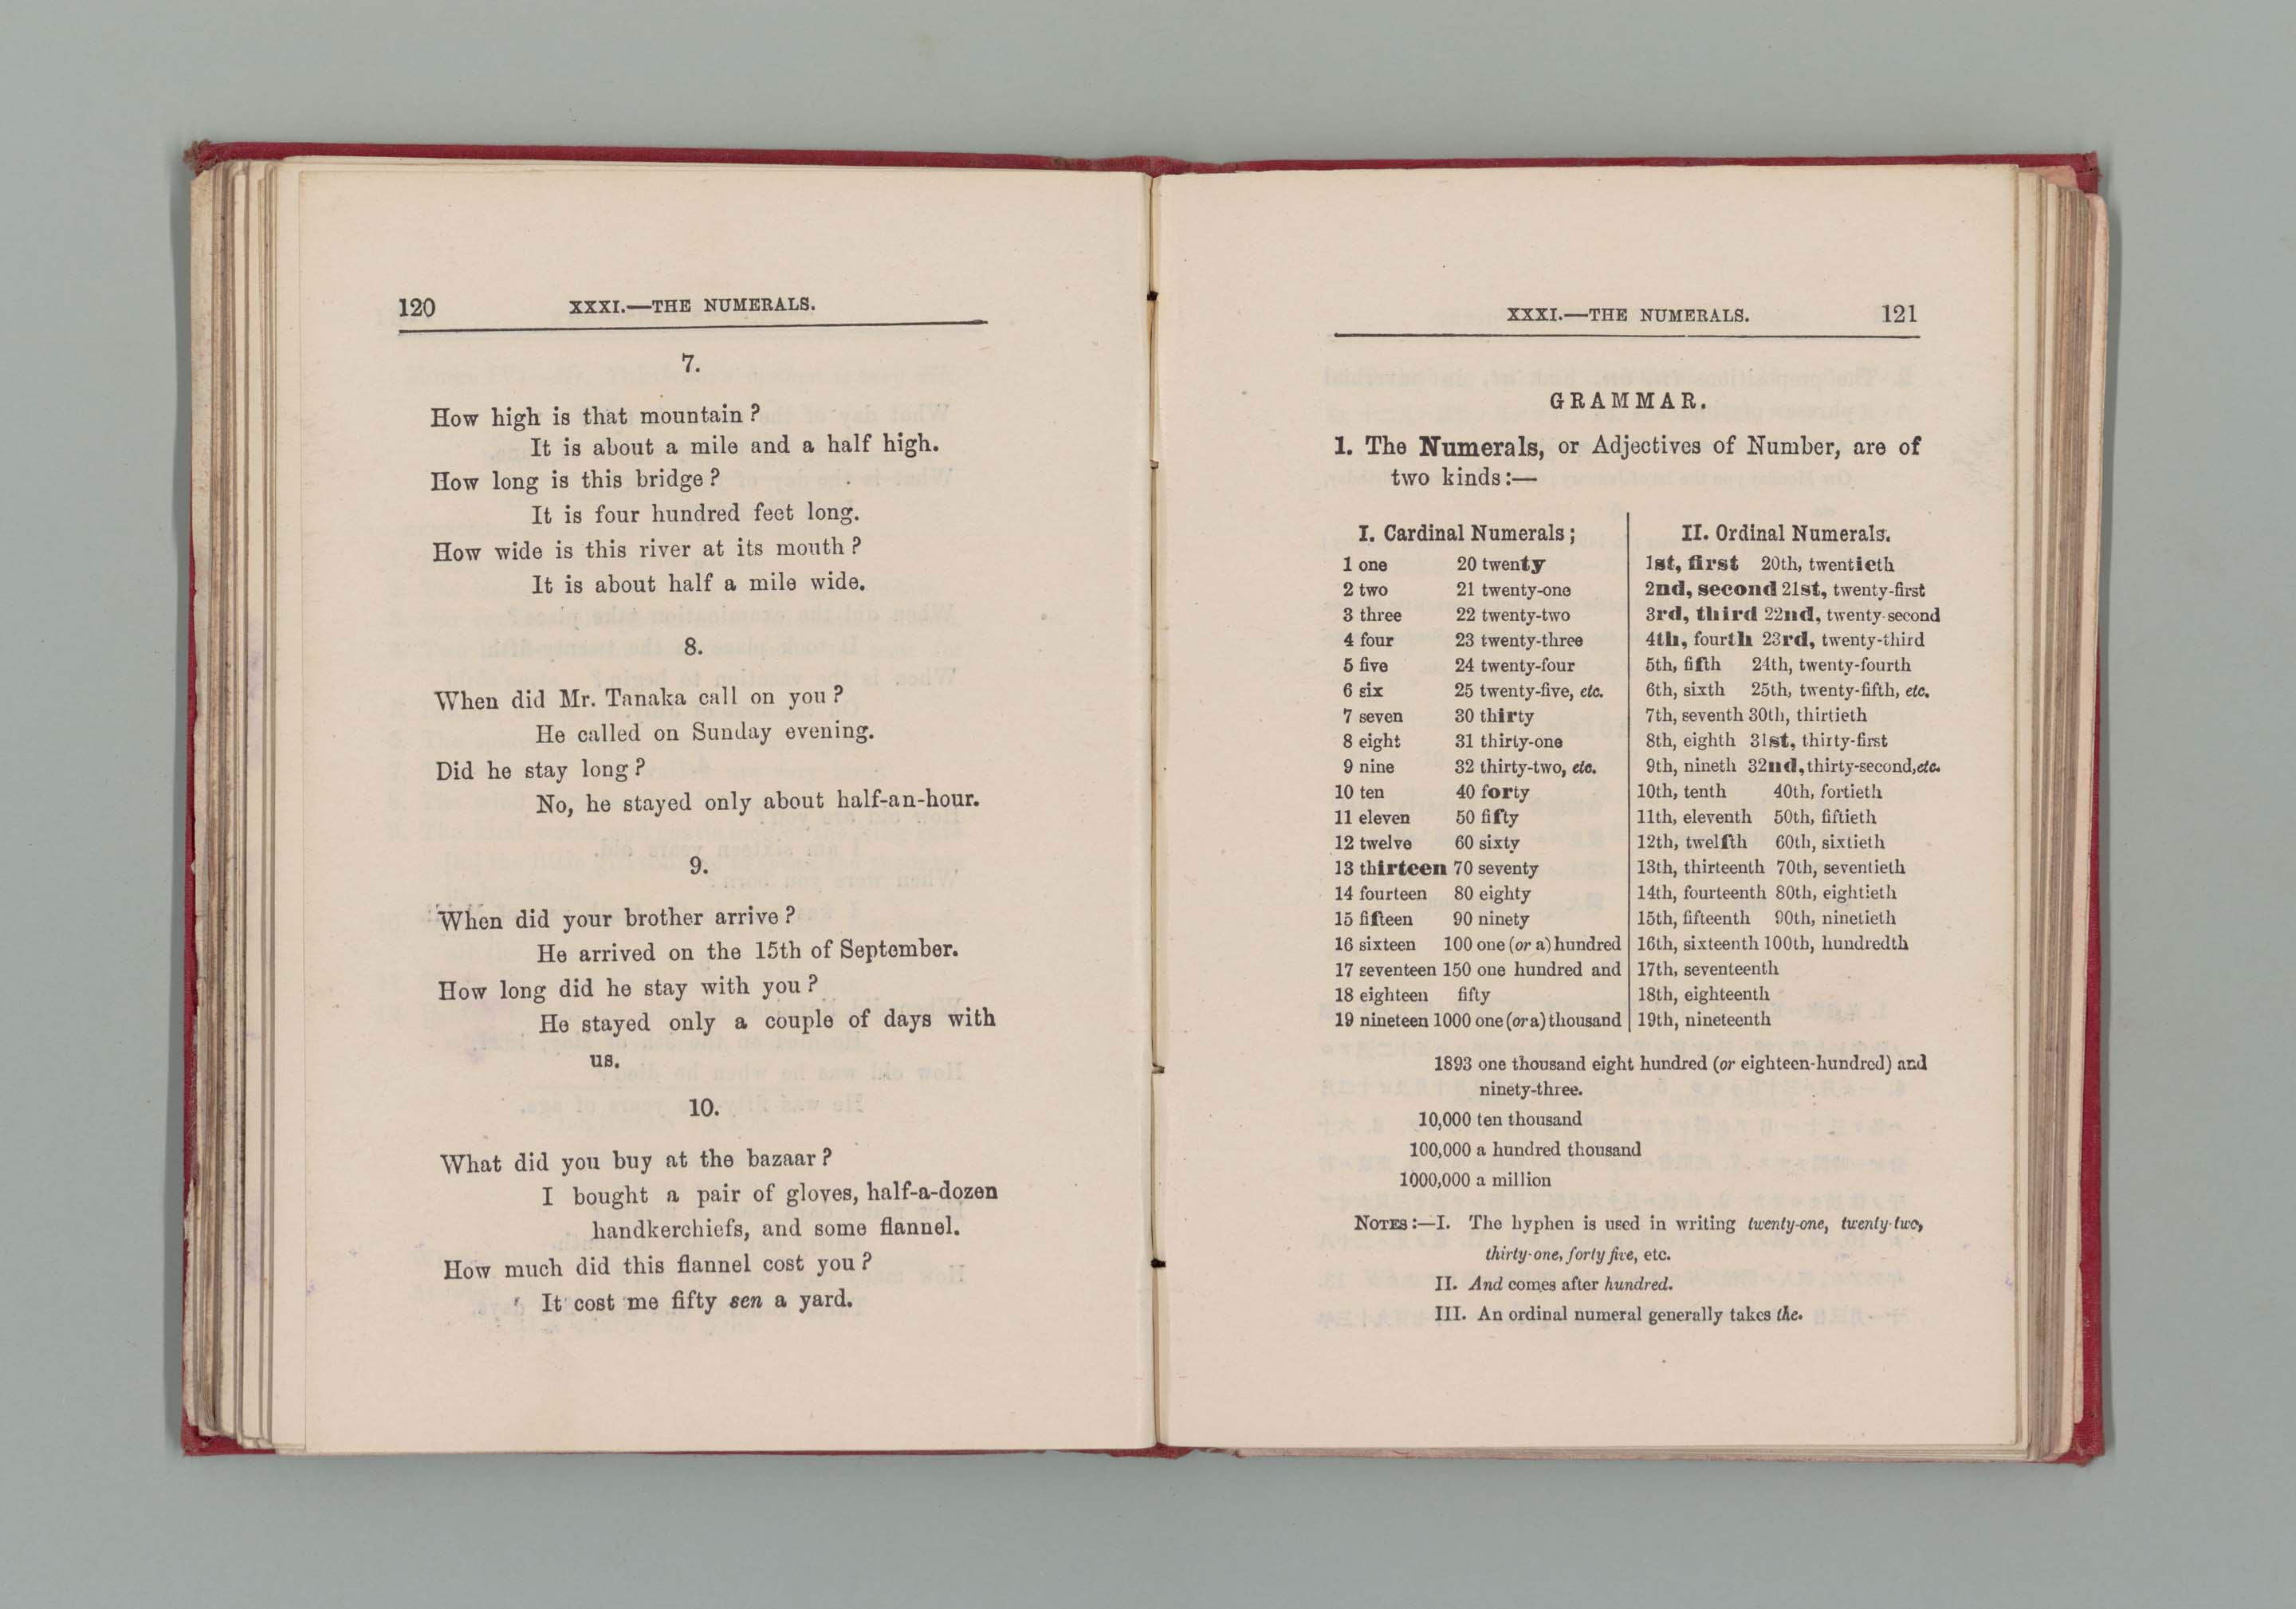 120 XXXI.—THE NUMERALS.
7.
How high is that mountain?
It is about a mile and a half high.
How long is this bridge?
It is four hundred feet long.
How wide is this river at its mouth?
It is about half a mile wide.
8.
When did Mr. Tanaka call on you?
He called on Sunday evening.
Did he stay long?
No, he stayed only about half-an-hour.
9.
When did your brother arrive?
He arrived on the 15th of September.
How long did he stay with you?
He stayed only a couple of days with
us.
10.
What did you buy at the bazaar?
I bought a pair of gloves, half-a-dozen
handkerchiefs, and some flannel.
How much did this flannel cost you?
It cost me fifty sen a yard.
XXXI.—THE NUMERALS. 121
GRAMMAR.
1. The Numerals, or Adjectives of Number, are of
two kinds:—
I. Cardinal Numerals;
1 one 20 twenty
2 two 21 twenty-one
3 three 22 twenty-two
4 four 23 twenty-three
5 five 24 twenty-four
6 six 25 twenty-five, etc.
7 seven 30 thirty
8 eight 31 thirty-one
9 nine 32 thirty-two, etc.
10 ten 40 forty
11 eleven 50 fifty
12 twelve 60 sixty
13 thirteen 70 seventy
14 fourteen 80 eighty
15 fifteen 90 ninety
16 sixteen 100 one (or a) hundred
17 seventeen 150 one hundred and
18 eighteen fifty
19 nineteen 1000 one (or a) thousand
II. Ordinal Numerals.
1st, first 20th, twentieth
2nd, second 21st, twenty-first
3rd, third 22nd, twenty-second
4th, fourth 23rd, twenty-third
5th, fifth 24th, twenty-fourth
6th, sixth 25th, twenty-fifth, etc.
7th, seventh 30th, thirtieth
8th, eighth 31st, thirty-first
9th, nineth 32nd, thirty-second, etc.
10th, tenth 40th, fortieth
11th, eleventh 50th, fiftieth
12th, twelfth 60th, sixtieth
13th, thirteenth 70th, seventieth
14th, fourteenth 80th, eightieth
15th, fifteenth 90th, ninetieth
16th, sixteenth 100th, hundredth
17th, seventeenth
18th, eighteenth
19th, nineteenth
1893 one thousand eight hundred (or eighteen-hundred) and
ninety-three.
10,000 ten thousand
100,000 a hundred thousand
1000,000 a million
NOTES:—I. The hyphen is used in writing twenty-one, twenty-two,
thirty-one, forty five, etc.
II. And comes after hundred.
III. An ordinal numeral generally takes the.